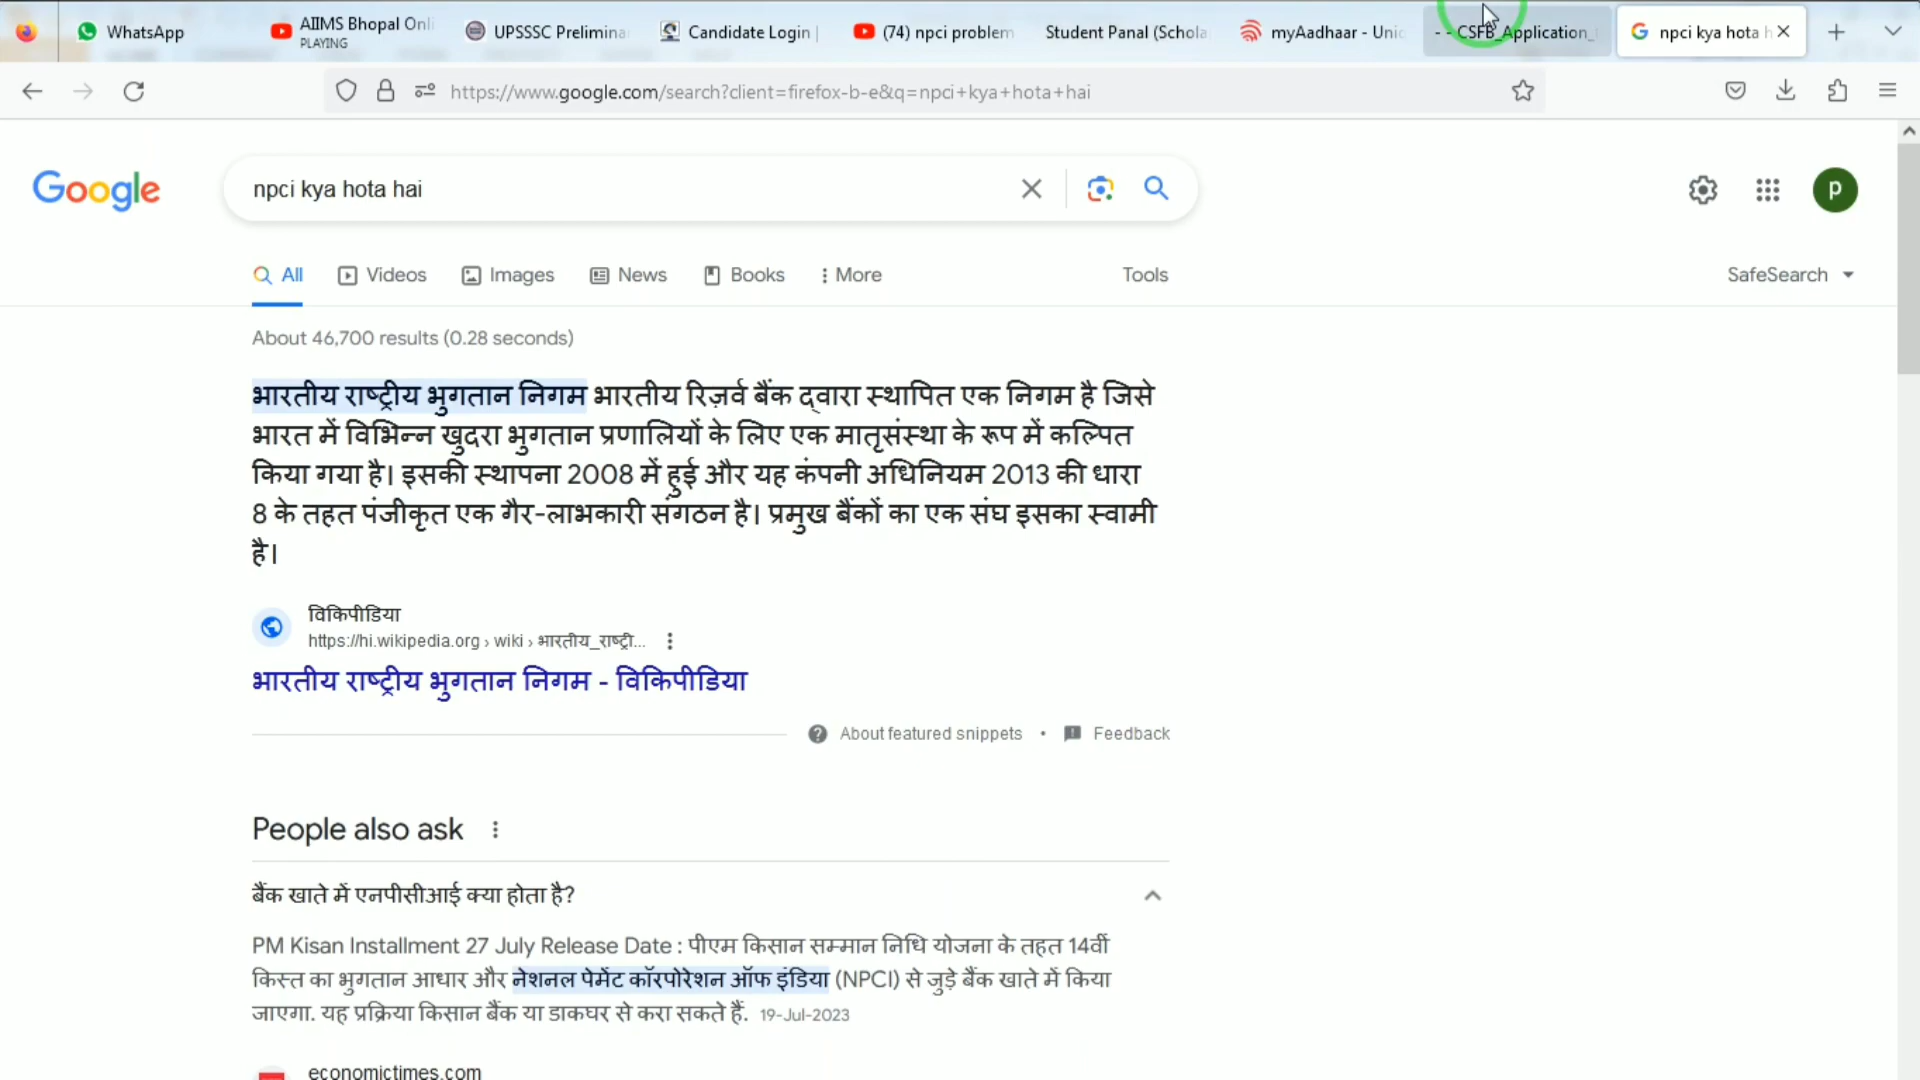 WhatsApp
AIIMS Bhopal Onli
PLAYING
UPSSSC Prelimina
Candidate Login |
(74) npci problem
Student Panal (Schola
myAadhaar - Uniq
- - CSFB_Application_
npci kya hota h
https://www.google.com/search?client=firefox-b-e&q=npci+kya+hota+hai
Google
npci kya hota hai
p
All
Videos
Images
News
Books
More
Tools
SafeSearch
About 46,700 results (0.28 seconds)
भारतीय राष्ट्रीय भुगतान निगम भारतीय रिज़र्व बैंक द्वारा स्थापित एक निगम है जिसे
भारत में विभिन्न खुदरा भुगतान प्रणालियों के लिए एक मातृसंस्था के रूप में कल्पित
किया गया है। इसकी स्थापना 2008 में हुई और यह कंपनी अधिनियम 2013 की धारा
8 के तहत पंजीकृत एक गैर-लाभकारी संगठन है। प्रमुख बैंकों का एक संघ इसका स्वामी
है।
विकिपीडिया
https://hi.wikipedia.org › wiki › भारतीय_राष्ट्री...
भारतीय राष्ट्रीय भुगतान निगम - विकिपीडिया
About featured snippets • Feedback
People also ask
बैंक खाते में एनपीसीआई क्या होता है?
PM Kisan Installment 27 July Release Date : पीएम किसान सम्मान निधि योजना के तहत 14वीं
किस्त का भुगतान आधार और नेशनल पेमेंट कॉरपोरेशन ऑफ इंडिया (NPCI) से जुड़े बैंक खाते में किया
जाएगा. यह प्रक्रिया किसान बैंक या डाकघर से करा सकते हैं. 19-Jul-2023
economictimes.com